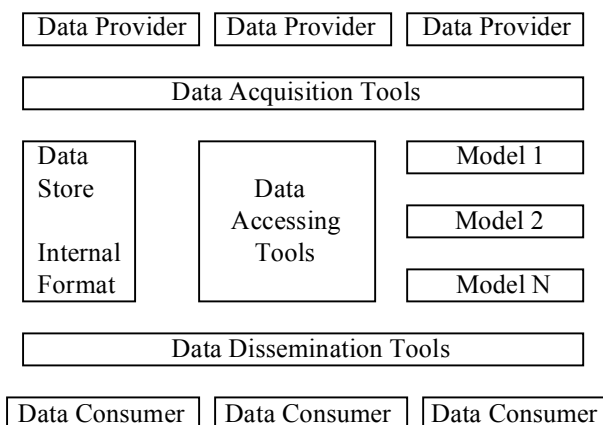 Data Provider
Data Provider
Data Provider
Data Acquisition Tools
Data
Store
Internal
Format
Data
Accessing
Tools
Model 1
Model 2
Model N
Data Dissemination Tools
Data Consumer
Data Consumer
Data Consumer